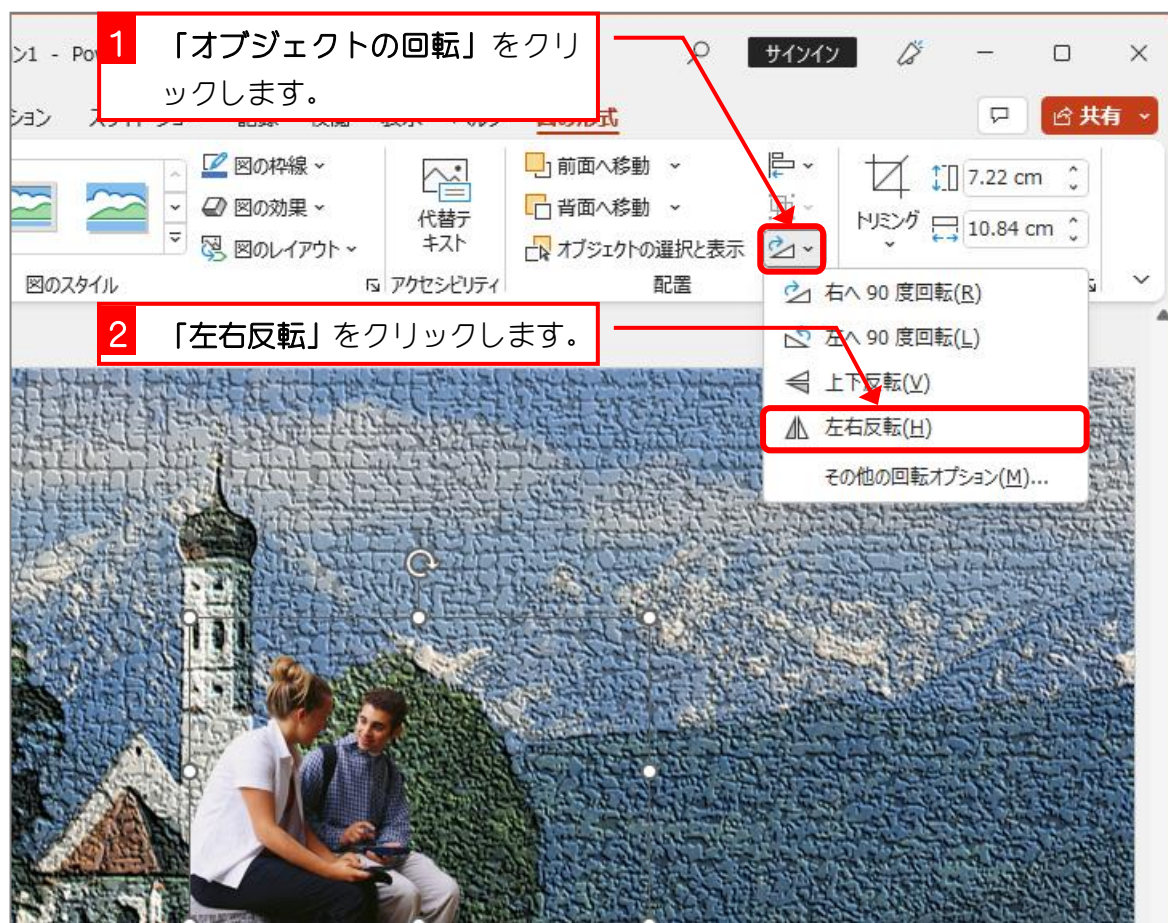 1 「オブジェクトの回転」をクリ
ックします。
ン1 - Po
サインイン
ション
図の形式
共有
図の枠線
図の効果
図のレイアウト
図のスタイル
代替テ
キスト
アクセシビリティ
前面へ移動
背面へ移動
オブジェクトの選択と表示
配置
トリミング
7.22 cm
10.84 cm
右へ 90 度回転(R)
左へ 90 度回転(L)
上下反転(V)
左右反転(H)
その他の回転オプション(M)...
2 「左右反転」をクリックします。